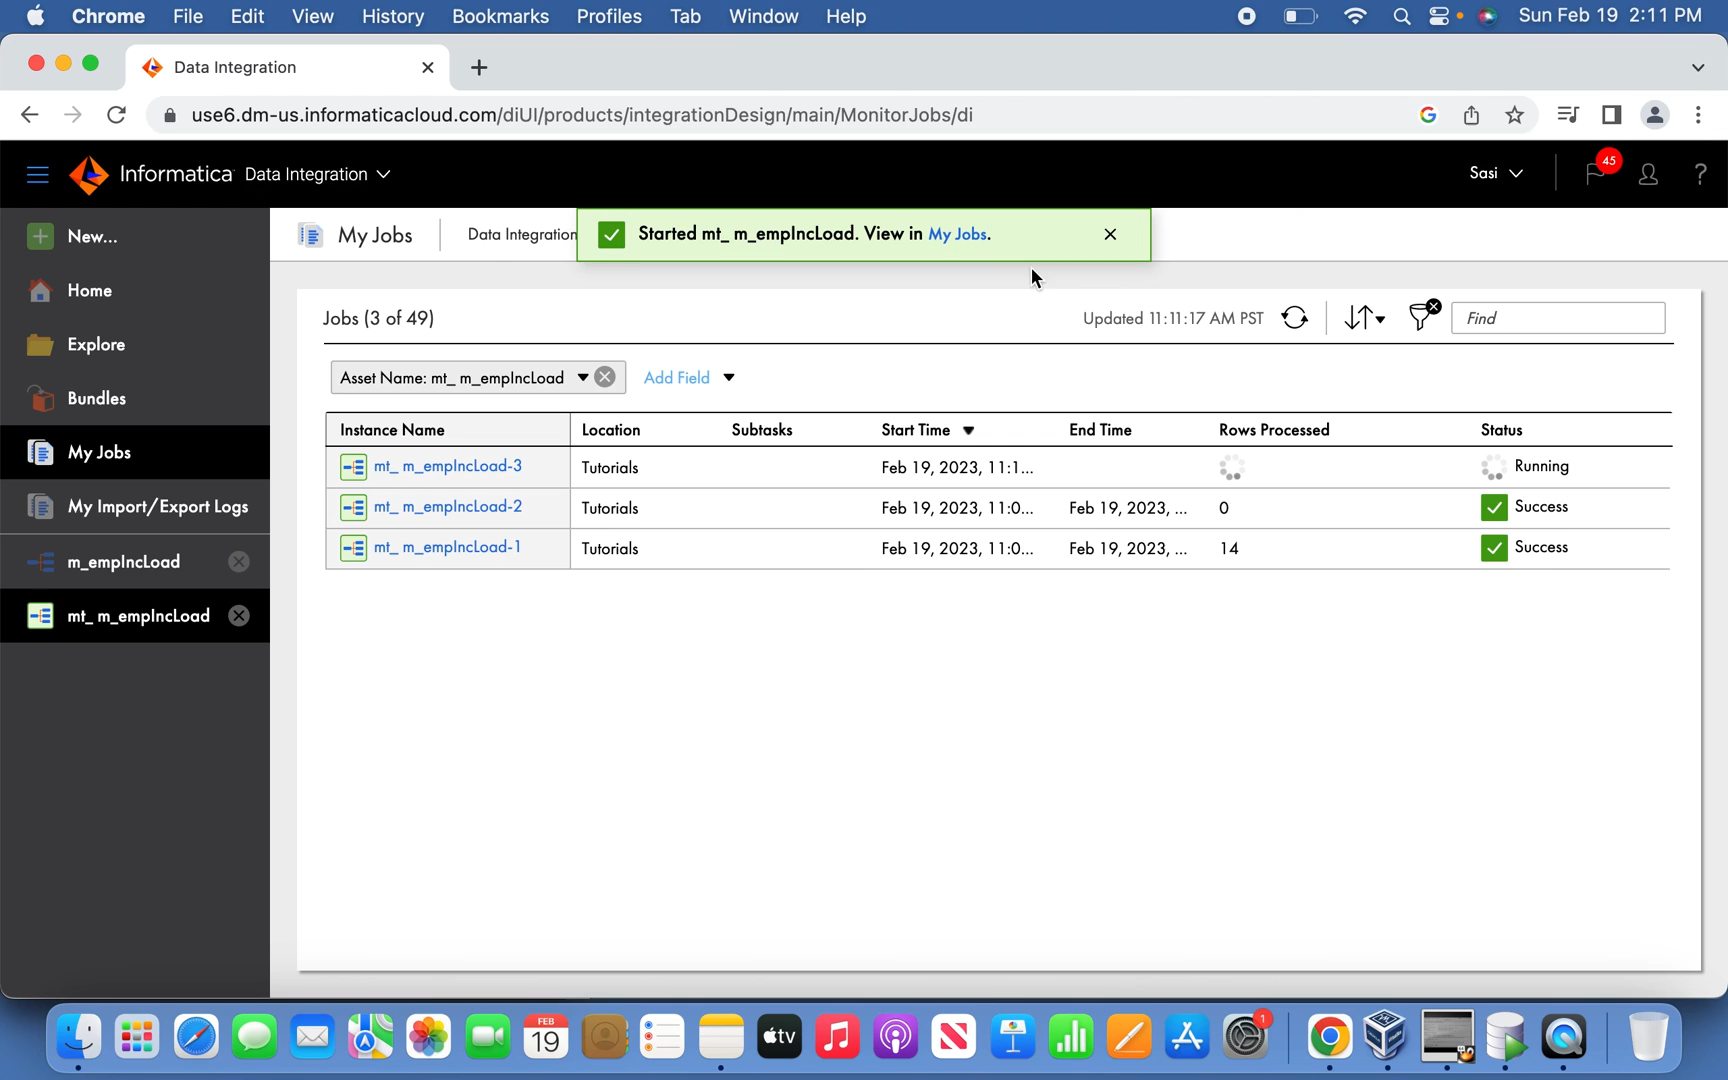 Chrome File Edit View History Bookmarks Profiles Tab Window Help Sun Feb 19 2:11 PM
Data Integration
use6.dm-us.informaticacloud.com/diUI/products/integrationDesign/main/MonitorJobs/di
Informatica Data Integration Sasi 45 ?
New...
My Jobs Data Integration Started mt_ m_empIncLoad. View in My Jobs.
Home
Jobs (3 of 49) Updated 11:11:17 AM PST Find
Explore
Asset Name: mt_ m_empIncLoad Add Field
Bundles
Instance Name Location Subtasks Start Time End Time Rows Processed Status
My Jobs
mt_ m_empIncLoad-3 Tutorials Feb 19, 2023, 11:1... Running
My Import/Export Logs
mt_ m_empIncLoad-2 Tutorials Feb 19, 2023, 11:0... Feb 19, 2023, ... 0 Success
mt_ m_empIncLoad-1 Tutorials Feb 19, 2023, 11:0... Feb 19, 2023, ... 14 Success
m_empIncLoad
mt_ m_empIncLoad
FEB
19
tv
1